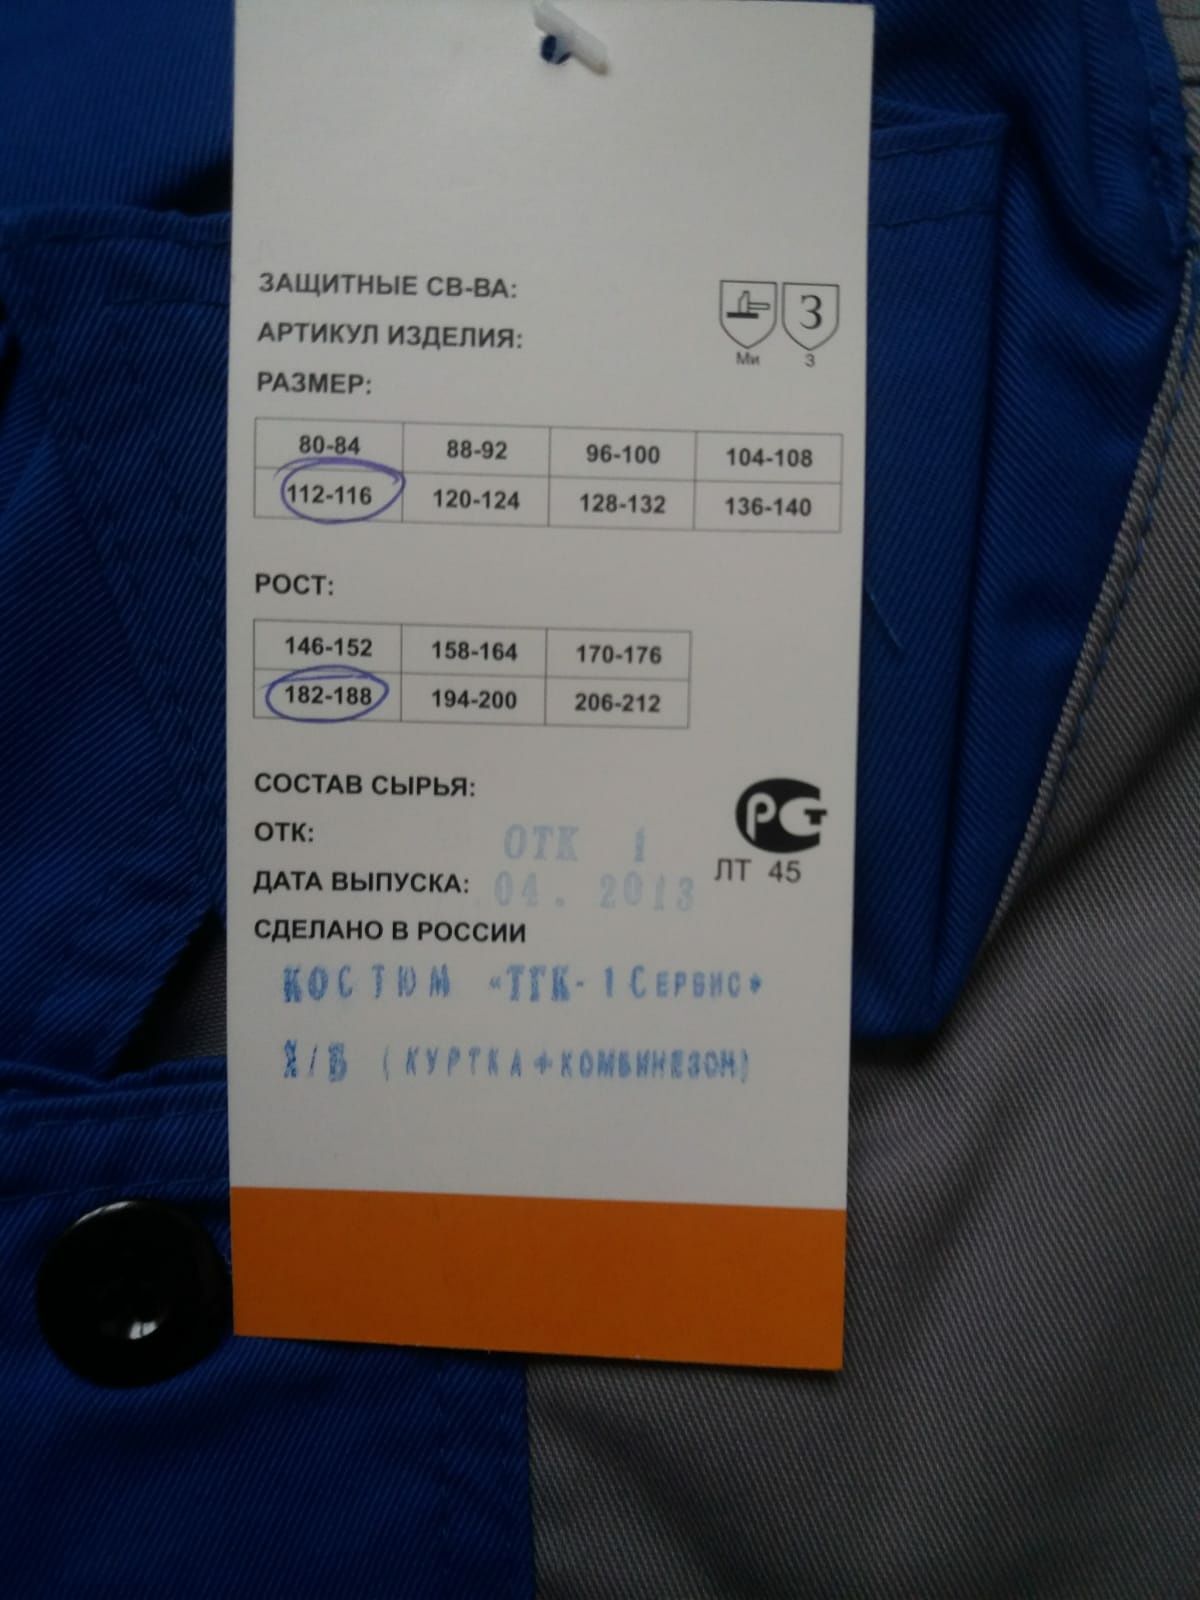 ЗАЩИТНЫЕ СВ-ВА:
З
Ми З
АРТИКУЛ ИЗДЕЛИЯ:
РАЗМЕР:
80-84 88-92 96-100 104-108
112-116 120-124 128-132 136-140
РОСТ:
146-152 158-164 170-176
182-188 194-200 206-212
СОСТАВ СЫРЬЯ:
РСТ
ОТК: ОТК 1
ЛТ 45
ДАТА ВЫПУСКА: 04.2013
СДЕЛАНО В РОССИИ
КОСТЮМ «ТГК-1 Сервис»
Х/Б (КУРТКА+КОМБИНЕЗОН)